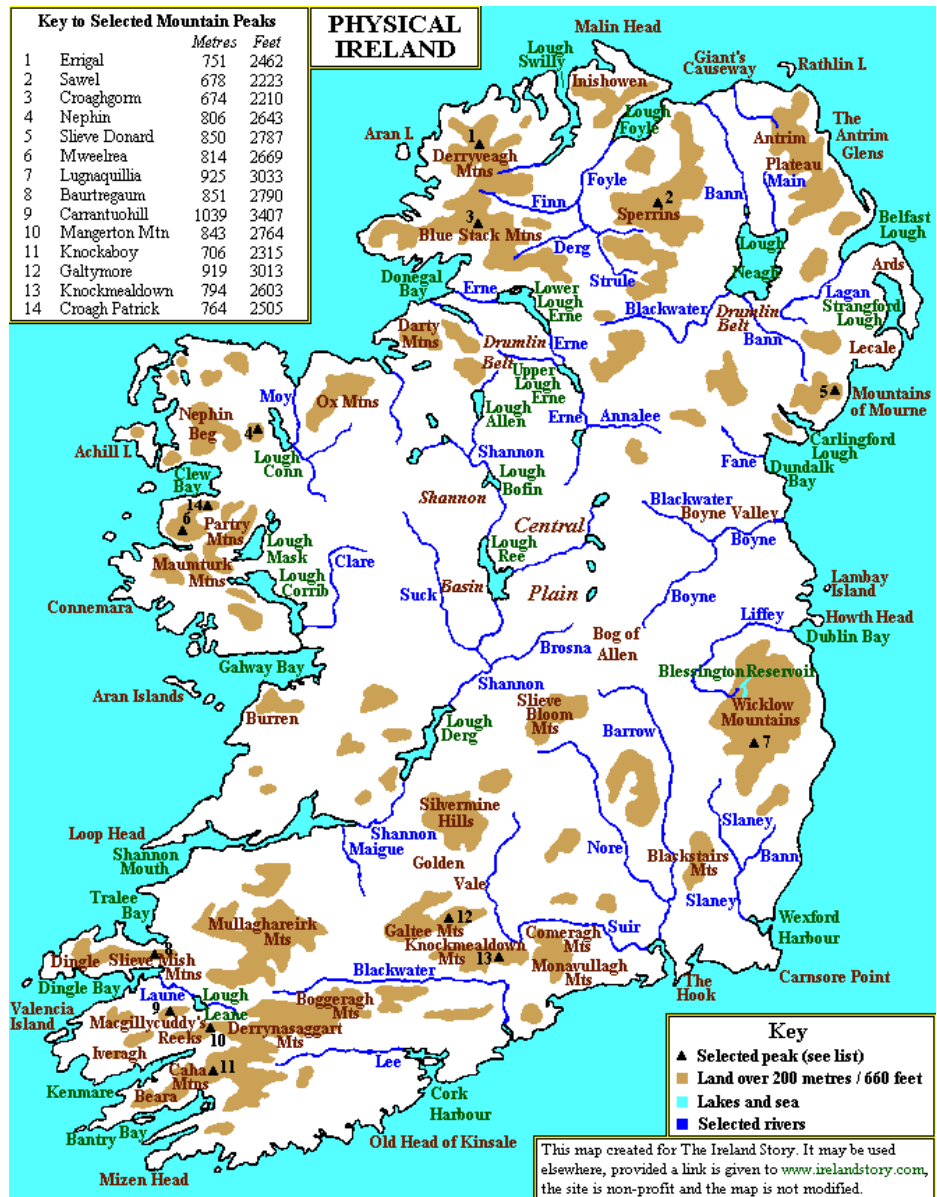 Key to Selected Mountain Peaks
Metres Feet
1 Errigal 751 2462
2 Sawel 678 2223
3 Croaghgorm 674 2210
4 Nephin 806 2643
5 Slieve Donard 850 2787
6 Mweelrea 814 2669
7 Lugnaquillia 925 3033
8 Baurtregaum 851 2790
9 Carrantuohill 1039 3407
10 Mangerton Mtn 843 2764
11 Knockaboy 706 2315
12 Galtymore 919 3013
13 Knockmealdown 794 2603
14 Croagh Patrick 764 2505
PHYSICAL
IRELAND
Malin Head
Lough
Swilly
Inishowen
Giant's
Causeway
Rathlin I.
Lough
Foyle
Aran I.
1
Derryveagh
Mtns
Antrim
Plateau
The
Antrim
Glens
Main
Foyle
Bann
Finn
2
Sperrins
3
Blue Stack Mtns
Derg
Strule
Lough
Neagh
Belfast
Lough
Ards
Donegal
Bay
Erne
Lower
Lough
Erne
Blackwater
Drumlin
Belt
Lagan
Strangford
Lough
Bann
Lecale
Darty
Mtns
Drumlin
Belt
Erne
Upper
Lough
Erne
5
Mountains
of Mourne
Moy
Ox Mtns
Nephin
Beg
4
Lough
Allen
Erne
Annalee
Carlingford
Lough
Achill I.
Lough
Conn
Shannon
Fane
Dundalk
Bay
Clew
Bay
Lough
Bofin
14
6
Partry
Mtns
Shannon
Central
Blackwater
Boyne Valley
Boyne
Lough
Mask
Lough
Ree
Maumturk
Mtns
Lough
Corrib
Clare
Suck
Basin
Plain
Boyne
Lambay
Island
Connemara
Liffey
Howth Head
Dublin Bay
Brosna
Bog of
Allen
Galway Bay
Shannon
Blessington Reservoir
Aran Islands
Burren
Lough
Derg
Slieve
Bloom
Mts
Barrow
Wicklow
Mountains
7
Silvermine
Hills
Loop Head
Shannon
Mouth
Shannon
Maigue
Golden
Vale
Nore
Blackstairs
Mts
Slaney
Bann
Slaney
Tralee
Bay
Mullaghareirk
Mts
12
Galtee Mts
Knockmealdown
Mts
13
Suir
Comeragh
Mts
Monavullagh
Mts
Wexford
Harbour
8
Dingle
Slieve Mish
Mtns
Dingle Bay
Blackwater
The
Hook
Carnsore Point
Valencia
Island
Laune
Lough
Leane
9
Macgillycuddy's
Reeks
10
Boggeragh
Mts
Derrynasaggart
Mts
Iveragh
Caha
Mtns
11
Lee
Kenmare
Beara
Cork
Harbour
Bantry Bay
Old Head of Kinsale
Mizen Head
Key
Selected peak (see list)
Land over 200 metres / 660 feet
Lakes and sea
Selected rivers
This map created for The Ireland Story. It may be used
elsewhere, provided a link is given to www.irelandstory.com,
the site is non-profit and the map is not modified.